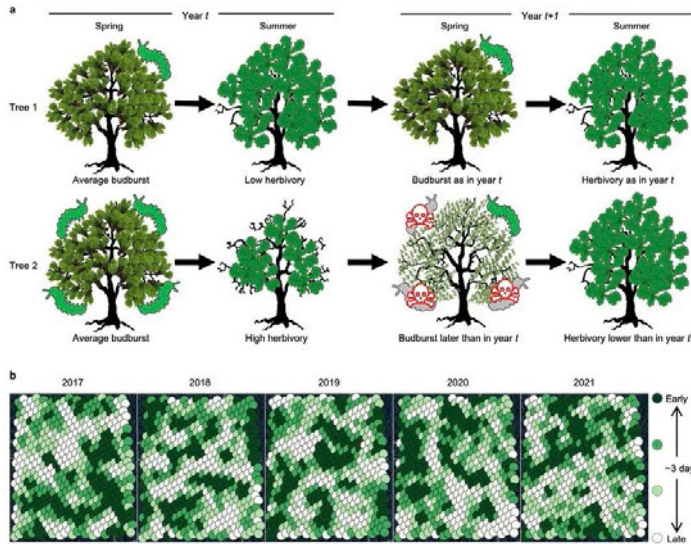 a
Year t
Year t+1
Spring
Summer
Spring
Summer
Tree 1
Average budburst
Low herbivory
Budburst as in year t
Herbivory as in year t
Tree 2
Average budburst
High herbivory
Budburst later than in year t
Herbivory lower than in year t
b
2017
2018
2019
2020
2021
Early
~3 day
Late